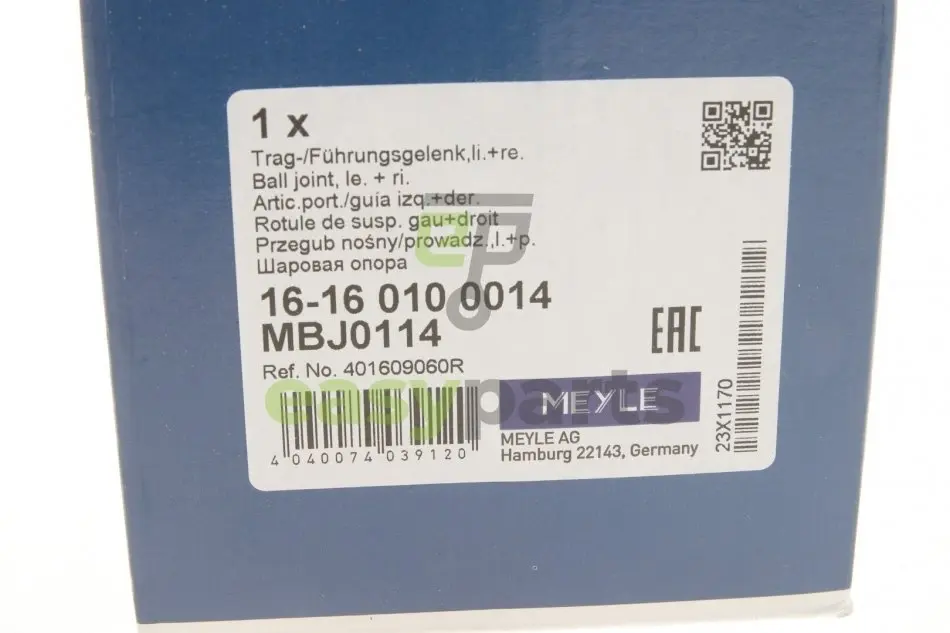 1 x
Trag-/Führungsgelenk,li.+re.
Ball joint, le. + ri.
Artic.port./guía izq.+der.
Rotule de susp. gau+droit
Przegub nośny/prowadz.,l.+p.
Шаровая опора
16-16 010 0014
MBJ0114
Ref. No. 401609060R
EAC
ep
easyparts
MEYLE
MEYLE AG
Hamburg 22143, Germany
4 040074 039120
23X1170